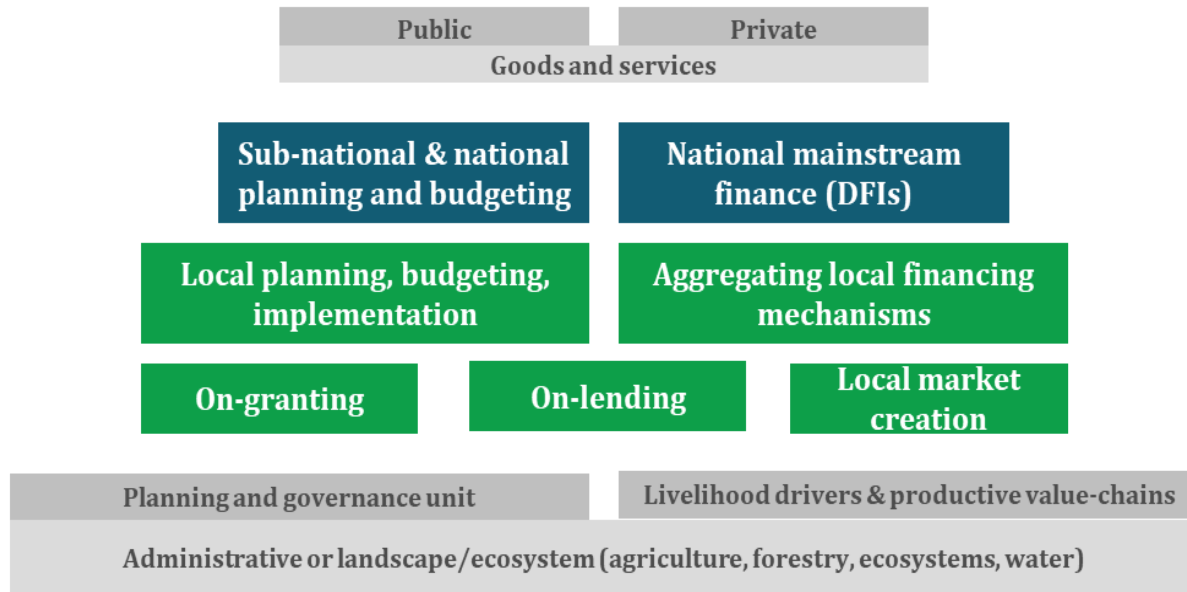 Public
Private
Goods and services
Sub-national & national
planning and budgeting
National mainstream
finance (DFIs)
Local planning, budgeting,
implementation
Aggregating local financing
mechanisms
On-granting
On-lending
Local market
creation
Planning and governance unit
Livelihood drivers & productive value-chains
Administrative or landscape/ecosystem (agriculture, forestry, ecosystems, water)